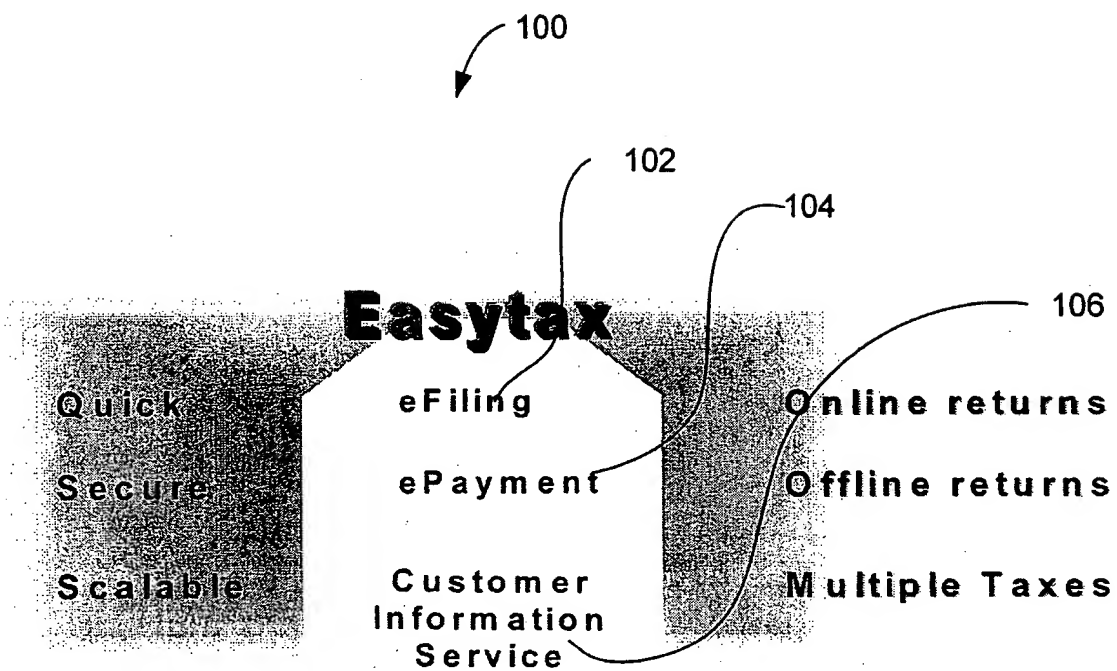 100
102
104
106
Easytax
Quick
eFiling
Online returns
Secure
ePayment
Offline returns
Scalable
Customer
Information
Service
Multiple Taxes